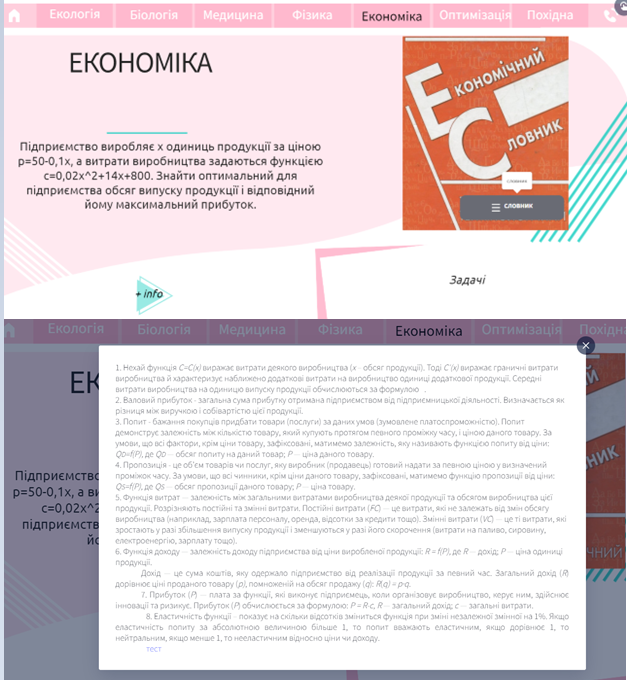 Екологія Біологія Медицина Фізика Економіка Оптимізація Похідна
ЕКОНОМІКА
Підприємство виробляє x одиниць продукції за ціною
p=50-0,1x, а витрати виробництва задаються функцією
c=0,02x^2+14x+800. Знайти оптимальний для
підприємства обсяг випуску продукції і відповідний
йому максимальний прибуток.
ЕКОНОМІЧНИЙ
СЛОВНИК
СЛОВНИК
+ info
Задачі
Екологія Біологія Медицина Фізика Економіка Оптимізація Похідна
ЕК
Підприємство
p=50-0,1x, а ви
c=0,02x^2
підприємст
йо
1. Нехай функція C=C(x) виражає витрати деякого виробництва (x – обсяг продукції). Тоді C'(x) виражає граничні витрати
виробництва й характеризує наближено додаткові витрати на виробництво одиниці додаткової продукції. Середні
витрати виробництва на одиницю випуску продукції обчислюються за формулою .
2. Валовий прибуток - загальна сума прибутку отримана підприємством від підприємницької діяльності. Визначається як
різниця між виручкою і собівартістю цієї продукції.
3. Попит - бажання покупців придбати товари (послуги) за даних умов (зумовлене платоспроможністю). Попит
демонструє залежність між кількістю товару, який купують протягом певного проміжку часу, і ціною даного товару. За
умови, що всі фактори, крім ціни товару, зафіксовані, матимемо залежність, яку називають функцією попиту від ціни:
QD=f(P), де QD — обсяг попиту на даний товар; P — ціна даного товару.
4. Пропозиція - це об'єм товарів чи послуг, яку виробник (продавець) готовий надати за певною ціною у визначений
проміжок часу. За умови, що всі чинники, крім ціни даного товару, зафіксовані, матимемо функцію пропозиції від ціни:
QS=f(P), де QS – обсяг пропозиції даного товару; P — ціна товару.
5. Функція витрат — залежність між загальними витратами виробництва деякої продукції та обсягом виробництва цієї
продукції. Розрізняють постійні та змінні витрати. Постійні витрати (FC) — це витрати, які не залежать від змін обсягу
виробництва (наприклад, зарплата персоналу, оренда, відсотки за кредити тощо). Змінні витрати (VC) — це ті витрати, які
зростають у разі збільшення випуску продукції і зменшуються у разі його скорочення (витрати на паливо, сировину,
електроенергію, зарплату тощо).
6. Функція доходу — залежність доходу підприємства від ціни виробленої продукції: R = f(P), де R — дохід; P — ціна одиниці
продукції.
Дохід — це сума коштів, яку одержало підприємство від реалізації продукції за певний час. Загальний дохід (R)
дорівнює ціні проданого товару (p), помноженій на обсяг продажу (q): R(q) = p·q.
7. Прибуток (P) — плата за функції, які виконує підприємець, коли організовує виробництво, керує ним, здійснює
інновації та ризикує. Прибуток (P) обчислюється за формулою: P = R-c, R — загальний дохід; c — загальні витрати.
8. Еластичність функції – показує на скільки відсотків зміниться функція при зміні незалежної змінної на 1%. Якщо
еластичність попиту за абсолютною величиною більше 1, то попит вважають еластичним, якщо дорівнює 1, то
нейтральним, якщо менше 1, то нееластичним відносно ціни чи доходу.
тест